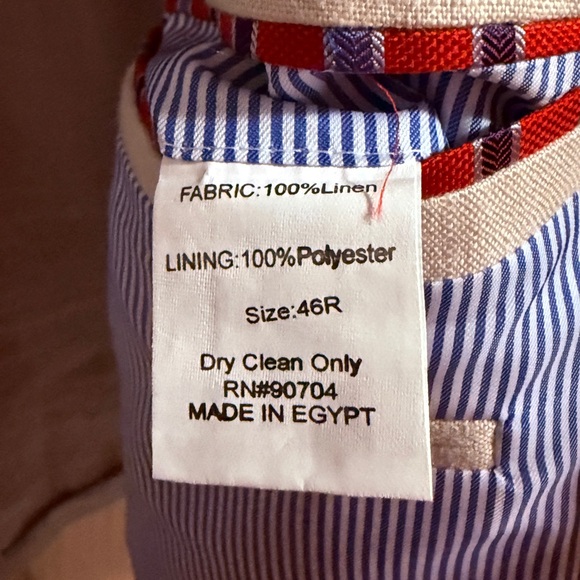 FABRIC:100%Linen
LINING:100%Polyester
Size:46R
Dry Clean Only
RN#90704
MADE IN EGYPT